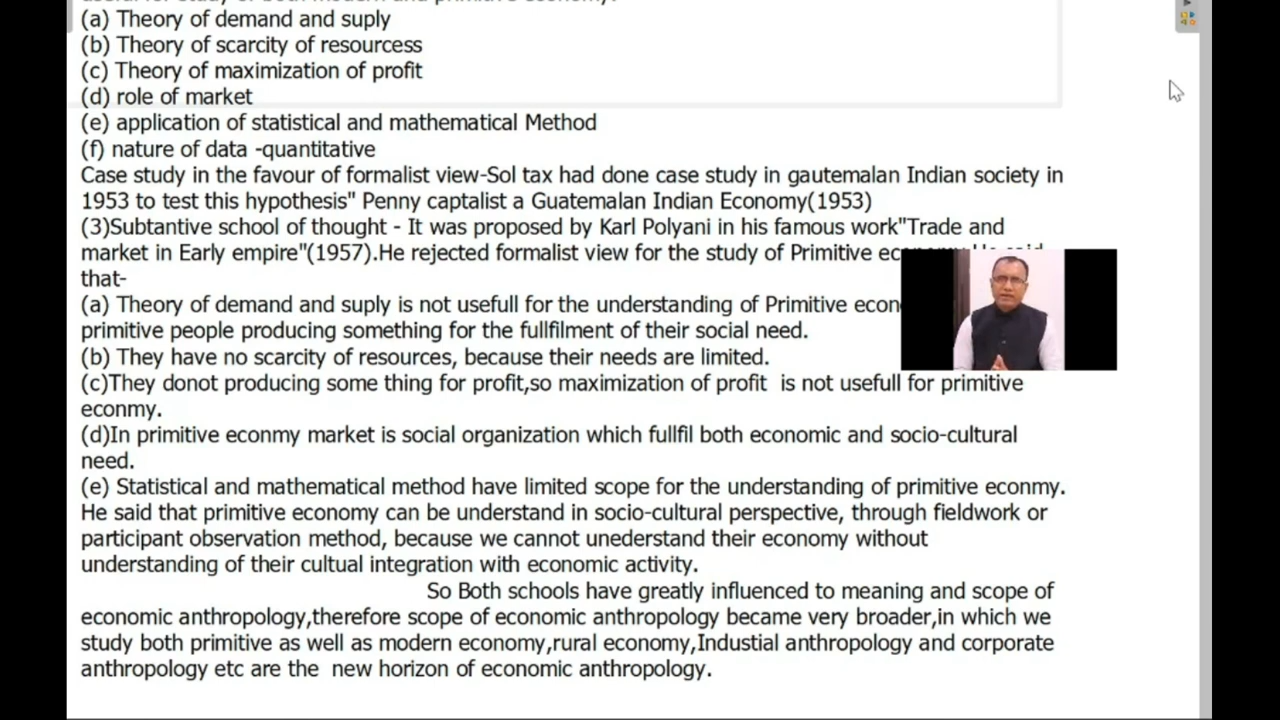 (a) Theory of demand and suply
(b) Theory of scarcity of resourcess
(c) Theory of maximization of profit
(d) role of market
(e) application of statistical and mathematical Method
(f) nature of data -quantitative
Case study in the favour of formalist view-Sol tax had done case study in gautemalan Indian society in
1953 to test this hypothesis" Penny captalist a Guatemalan Indian Economy(1953)
(3)Subtantive school of thought - It was proposed by Karl Polyani in his famous work"Trade and
market in Early empire"(1957).He rejected formalist view for the study of Primitive
that-
(a) Theory of demand and suply is not usefull for the understanding of Primitive
primitive people producing something for the fullfilment of their social need.
(b) They have no scarcity of resources, because their needs are limited.
(c)They donot producing some thing for profit,so maximization of profit is not usefull for primitive
econmy.
(d)In primitive econmy market is social organization which fullfil both economic and socio-cultural
need.
(e) Statistical and mathematical method have limited scope for the understanding of primitive econmy.
He said that primitive economy can be understand in socio-cultural perspective, through fieldwork or
participant observation method, because we cannot unederstand their economy without
understanding of their cultual integration with economic activity.
So Both schools have greatly influenced to meaning and scope of
economic anthropology,therefore scope of economic anthropology became very broader,in which we
study both primitive as well as modern economy,rural economy,Industial anthropology and corporate
anthropology etc are the new horizon of economic anthropology.